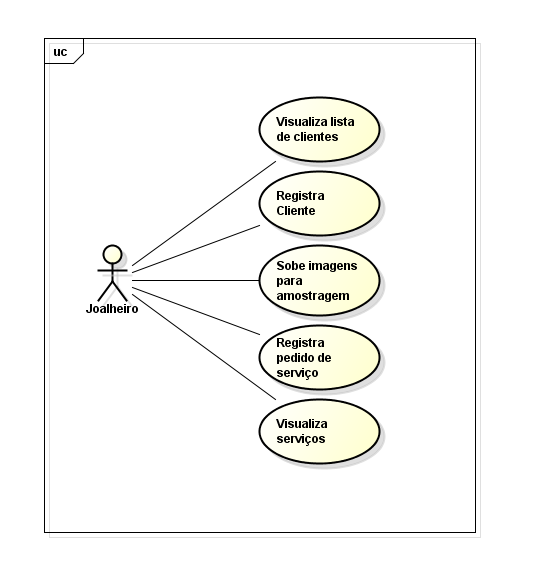 uc
Visualiza lista
de clientes
Registra
Cliente
Sobe imagens
para
amostragem
Joalheiro
Registra
pedido de
serviço
Visualiza
serviços